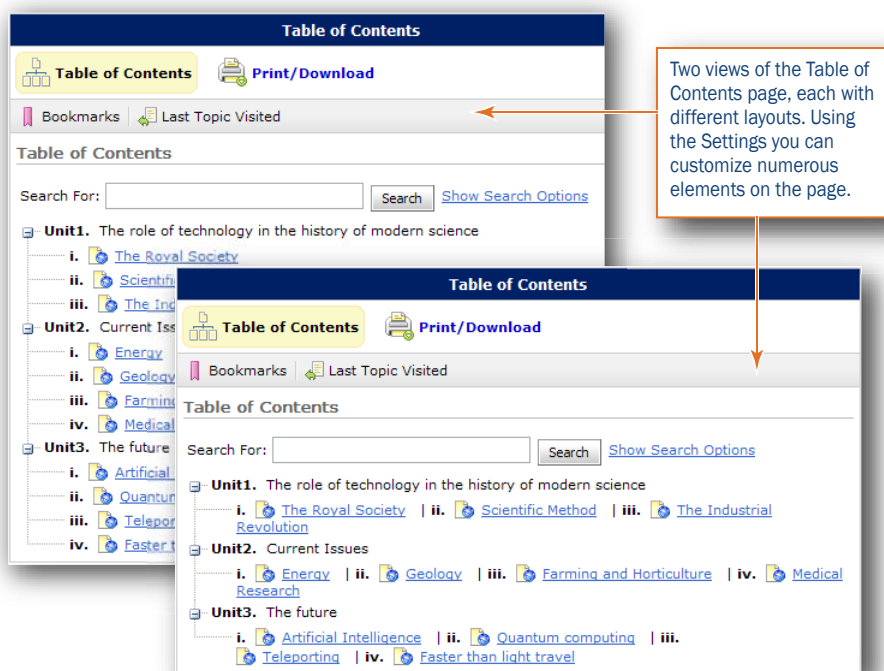 Table of Contents
Table of Contents Print/Download
Bookmarks Last Topic Visited
Table of Contents
Search For: Search Show Search Options
Unit1. The role of technology in the history of modern science
i. The Royal Society
ii.
iii. The
Unit2. Current
i. Energy
ii. Geology
iii.
iv. Medical
Unit3. The future
i. Artificial
ii.
iii.
iv. Faster
Two views of the Table of
Contents page, each with
different layouts. Using
the Settings you can
customize numerous
elements on the page.
Table of Contents
Table of Contents Print/Download
Bookmarks Last Topic Visited
Table of Contents
Search For: Search Show Search Options
Unit1. The role of technology in the history of modern science
i. The Royal Society | ii. Scientific Method | iii. The Industrial
Revolution
Unit2. Current Issues
i. Energy | ii. Geology | iii. Farming and Horticulture | iv. Medical
Research
Unit3. The future
i. Artificial Intelligence | ii. Quantum computing | iii.
Teleporting | iv. Faster than light travel